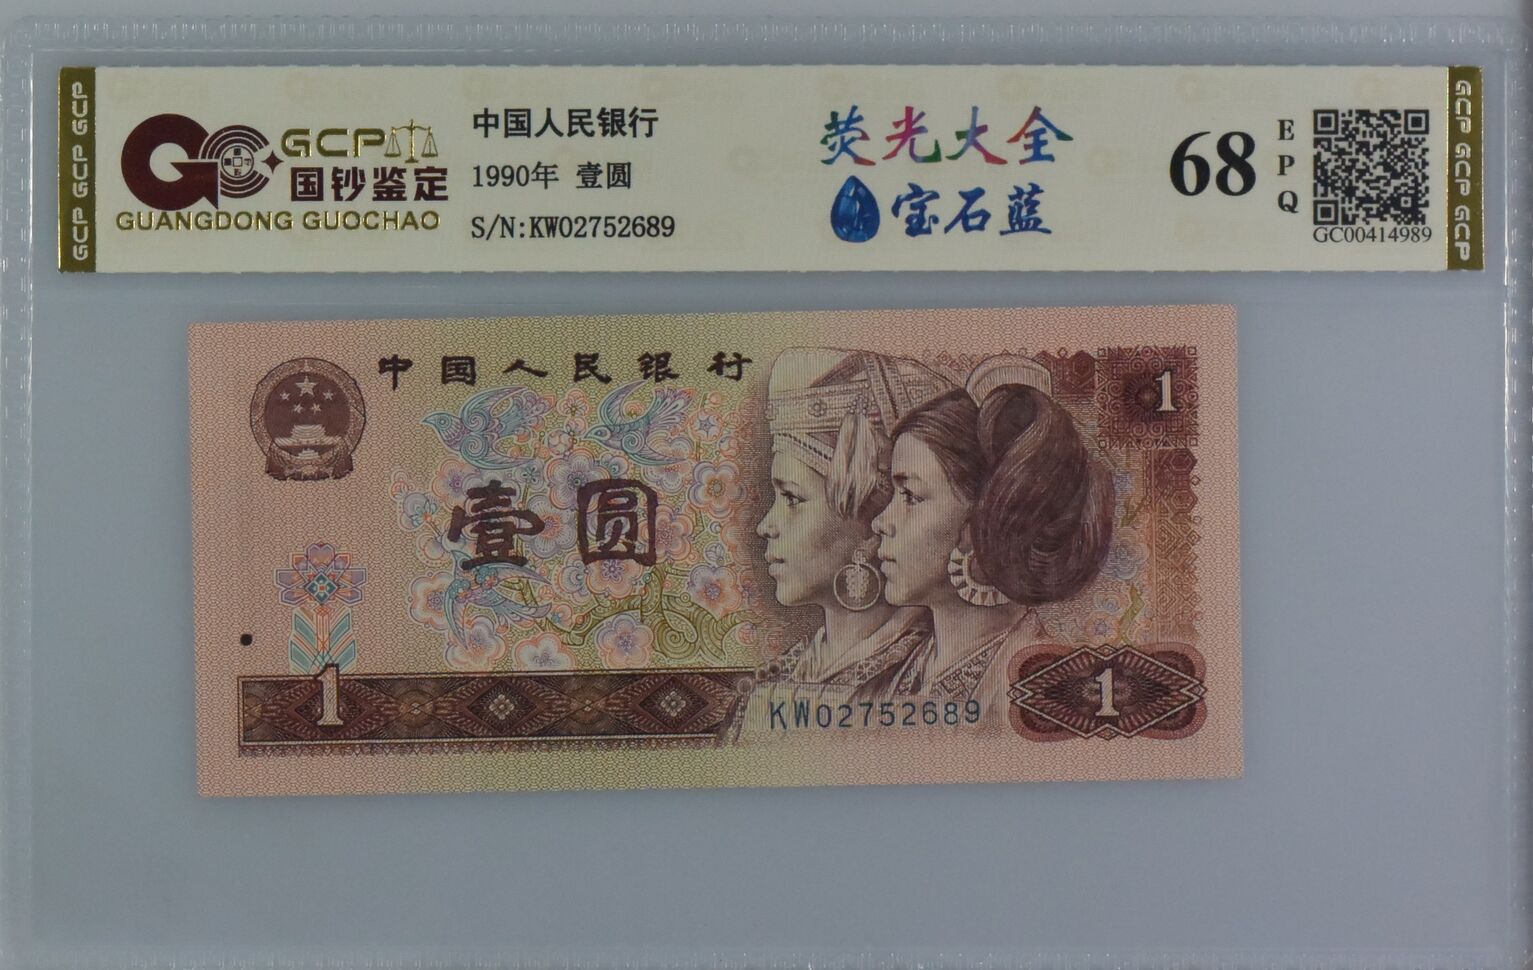 GCP GCP GCP
GCP
国钞鉴定
GUANGDONG GUOCHAO
中国人民银行
1990年 壹圆
S/N:KW02752689
荧光大全
宝石蓝
68
EPQ
GC00414989
GCP GCP GCP
中国人民银行
1
壹圆
1
KW02752689
1